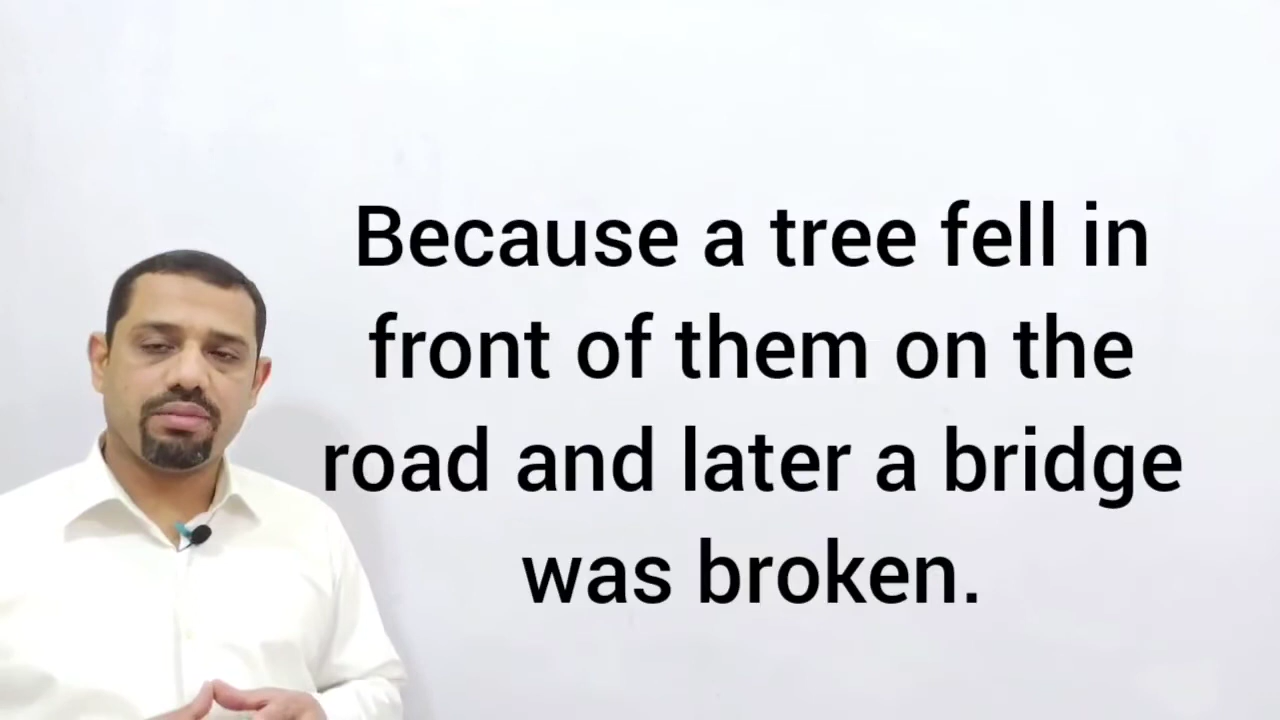 Because a tree fell in
front of them on the
road and later a bridge
was broken.